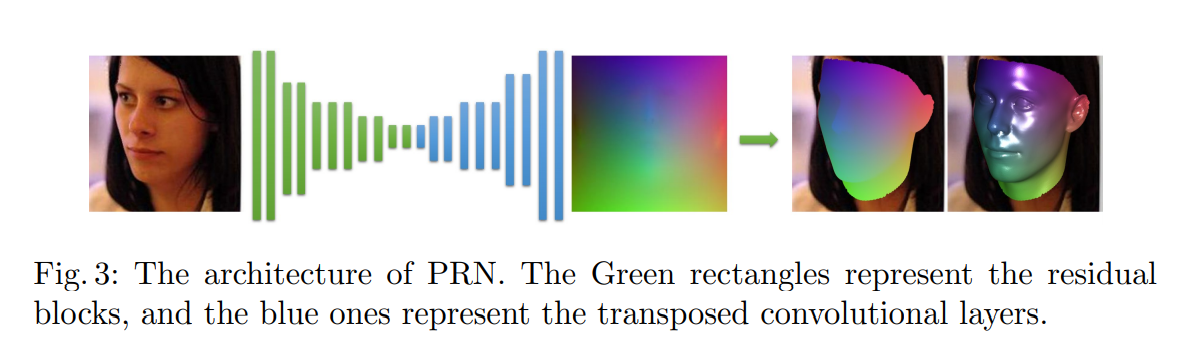 Fig. 3: The architecture of PRN. The Green rectangles represent the residual
blocks, and the blue ones represent the transposed convolutional layers.